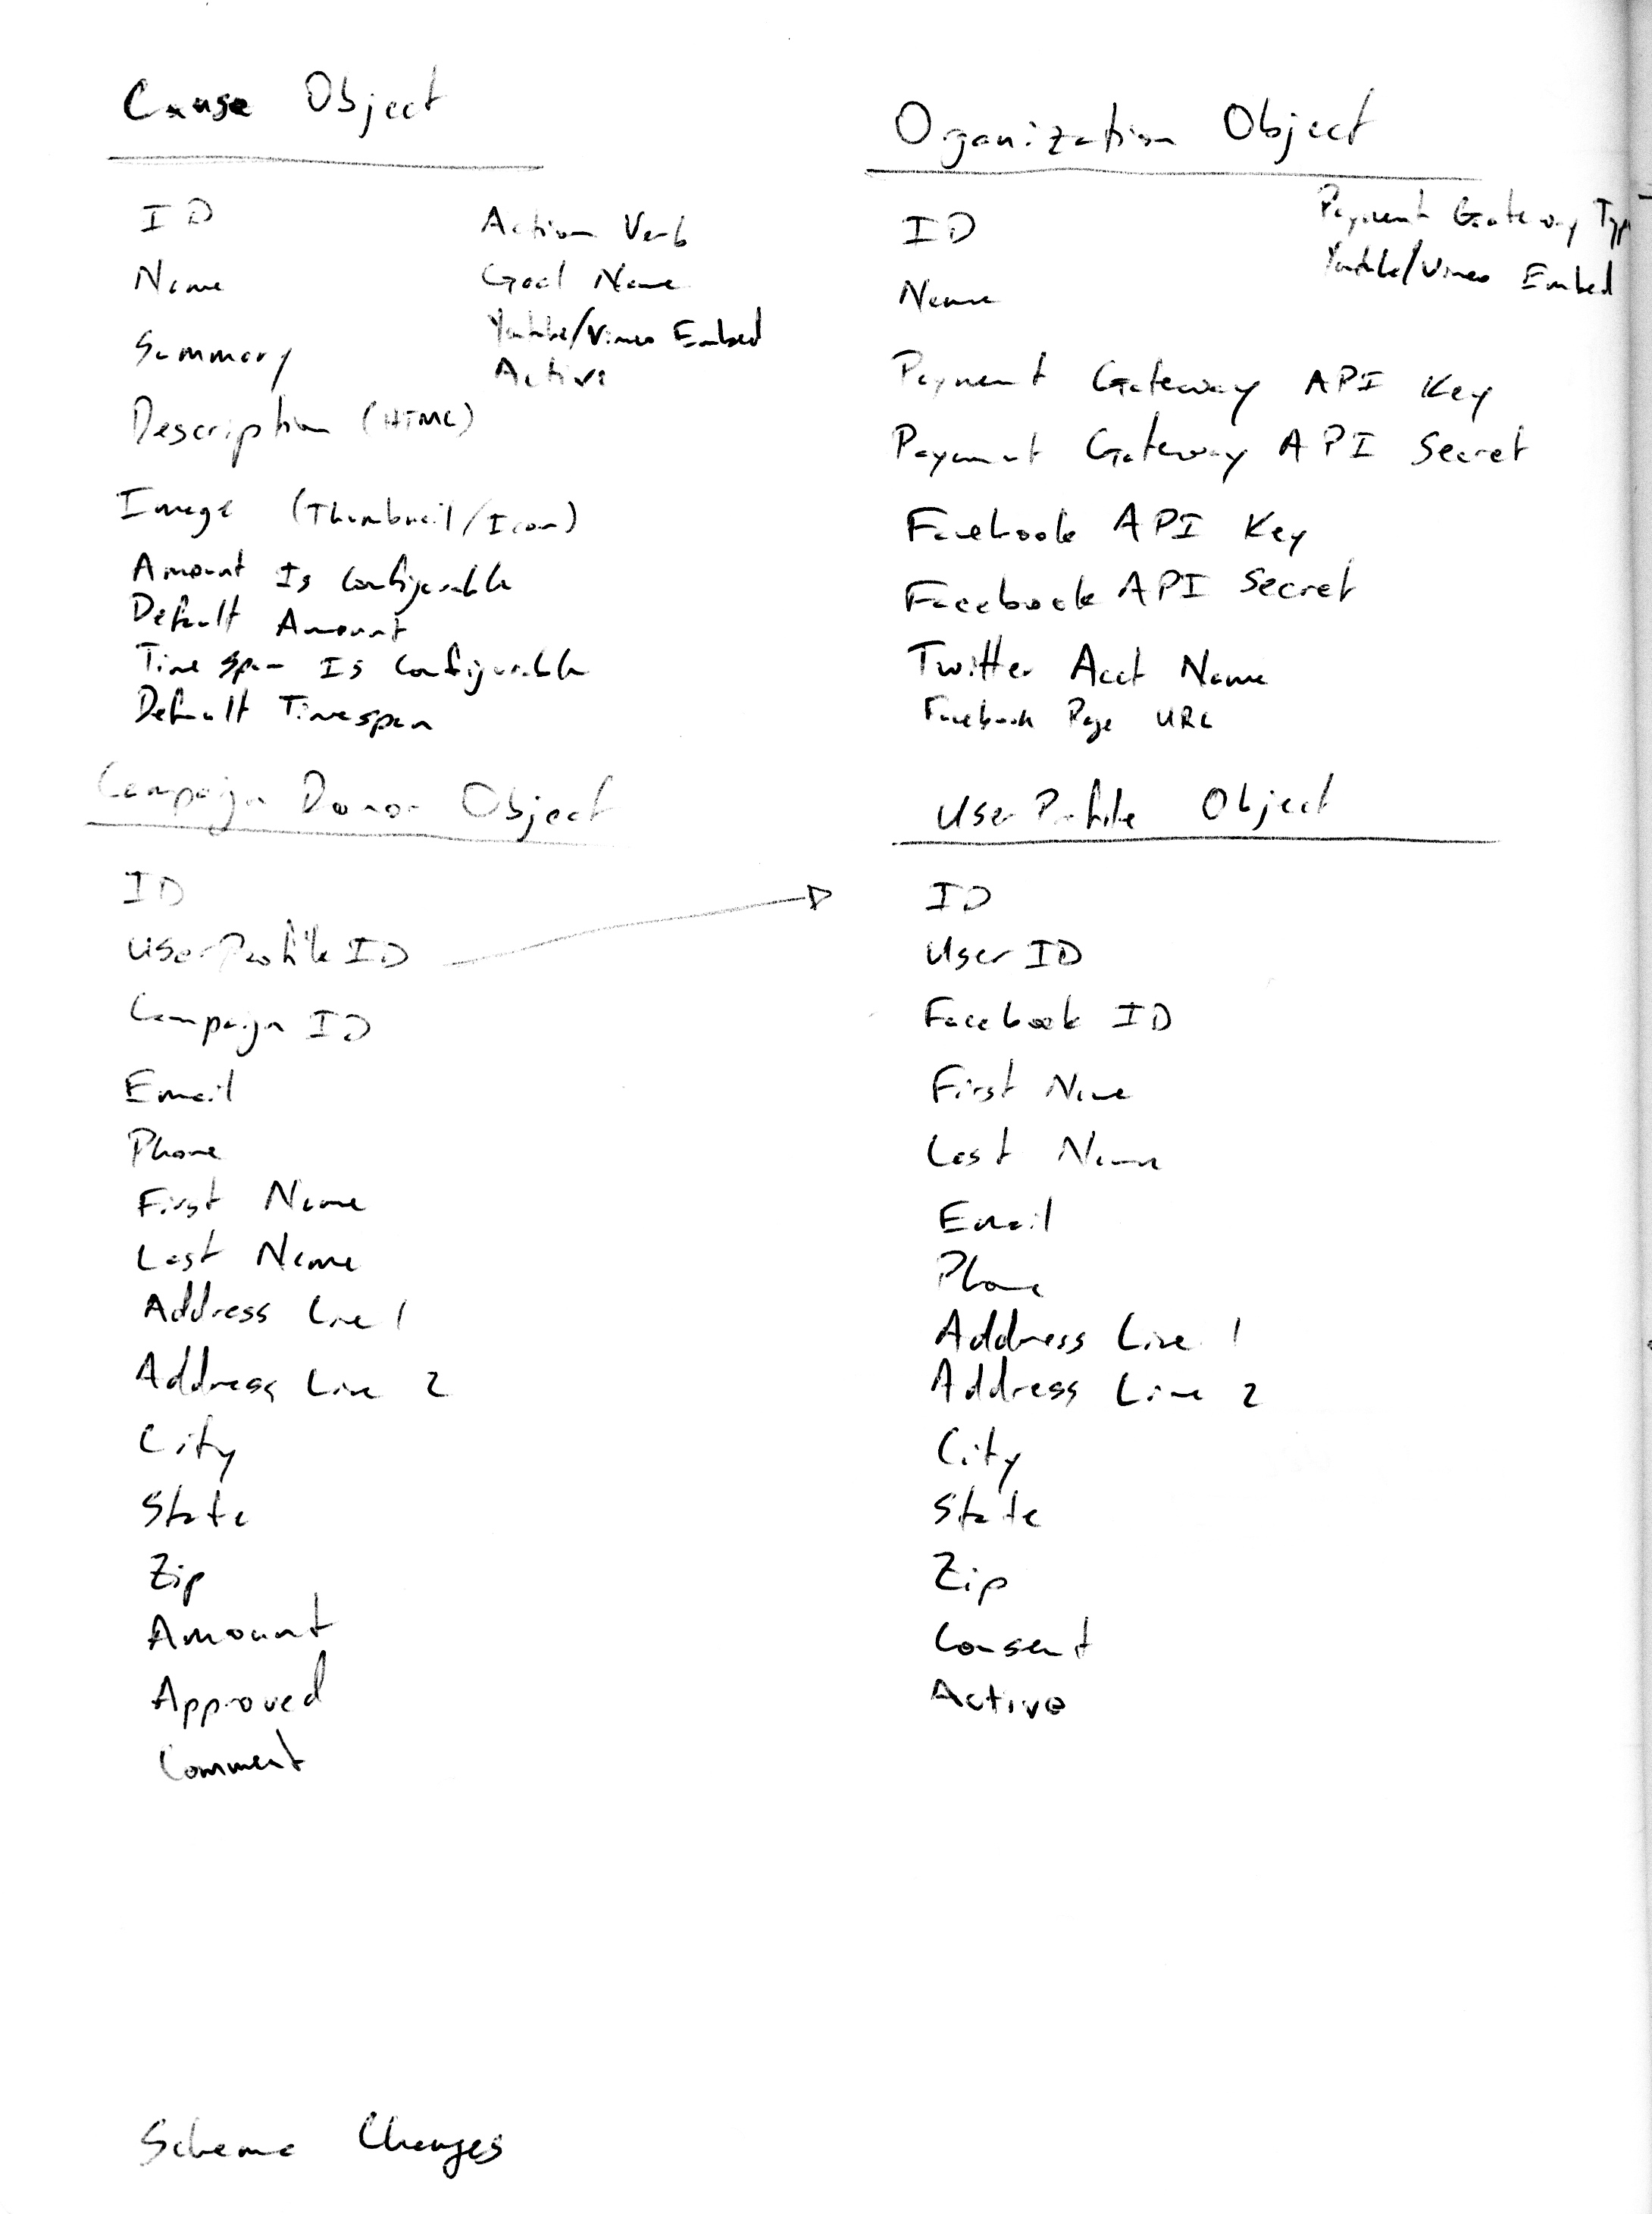 Cause Object
ID
Name
Summary
Description (HTML)
Image (Thumbnail/Icon)
Amount Is Configurable
Default Amount
Timespan Is Configurable
Default Timespan
Action Verb
Goal Name
Youtube/Vimeo Embed
Active
Organization Object
ID
Name
Payment Gateway API Key
Payment Gateway API Secret
Facebook API Key
Facebook API Secret
Twitter Acct Name
Facebook Page URL
Payment Gateway Typ
Youtube/Vimeo Embed
Campaign Donor Object
ID
UserProfile ID
Campaign ID
Email
Phone
First Name
Last Name
Address Line 1
Address Line 2
City
State
Zip
Amount
Approved
Comment
UserProfile Object
ID
User ID
Facebook ID
First Name
Last Name
Email
Phone
Address Line 1
Address Line 2
City
State
Zip
Consent
Active
Schema Changes